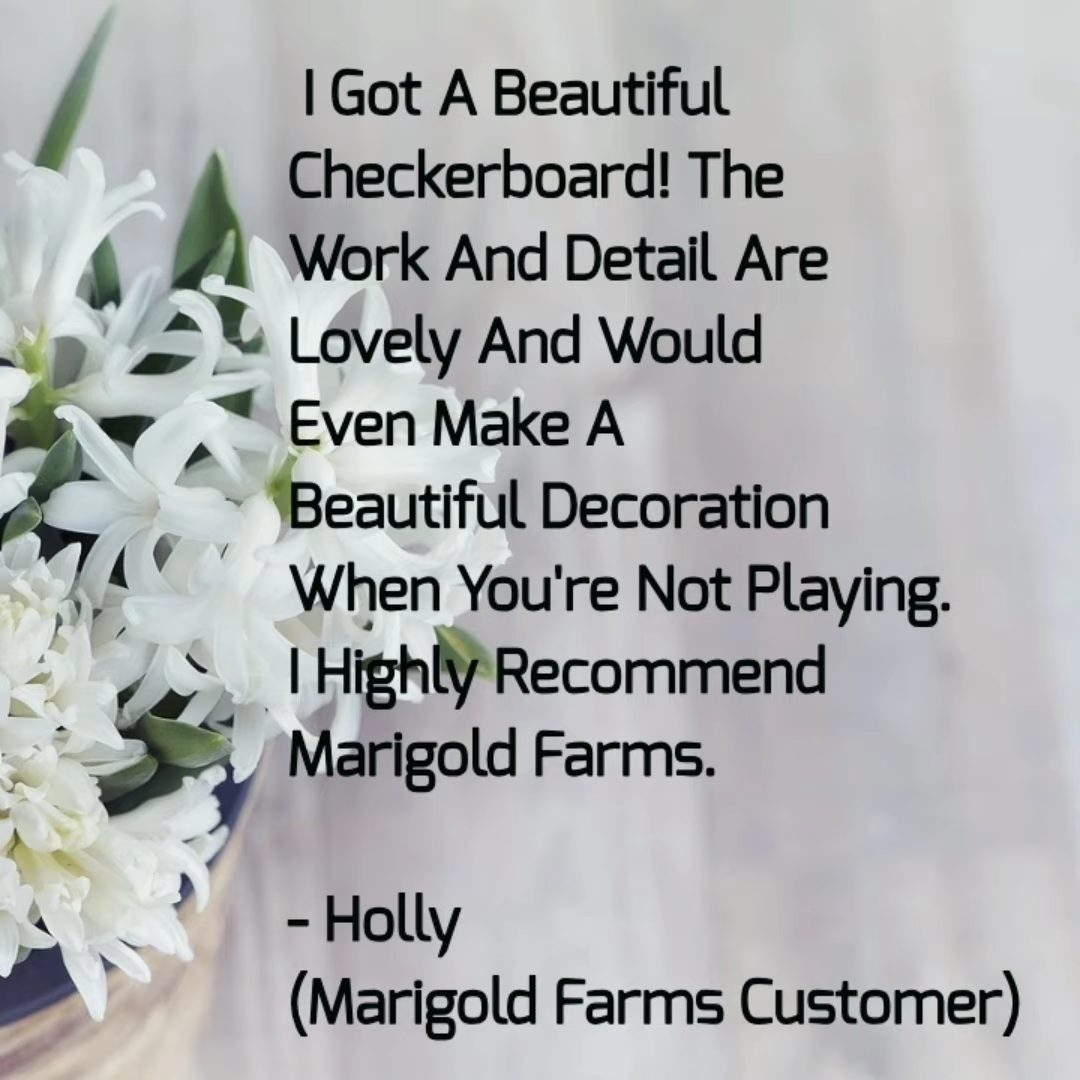 I Got A Beautiful
Checkerboard! The
Work And Detail Are
Lovely And Would
Even Make A
Beautiful Decoration
When You're Not Playing.
I Highly Recommend
Marigold Farms.
- Holly
(Marigold Farms Customer)